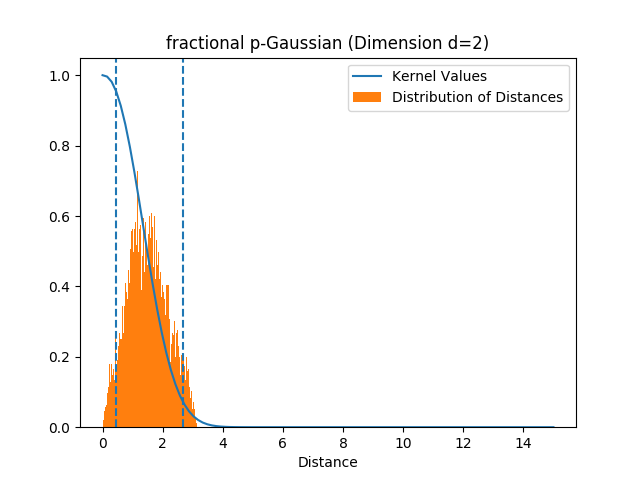 fractional p-Gaussian (Dimension d=2)
Kernel Values
Distribution of Distances
1.0
0.8
0.6
0.4
0.2
0.0
0 2 4 6 8 10 12 14
Distance